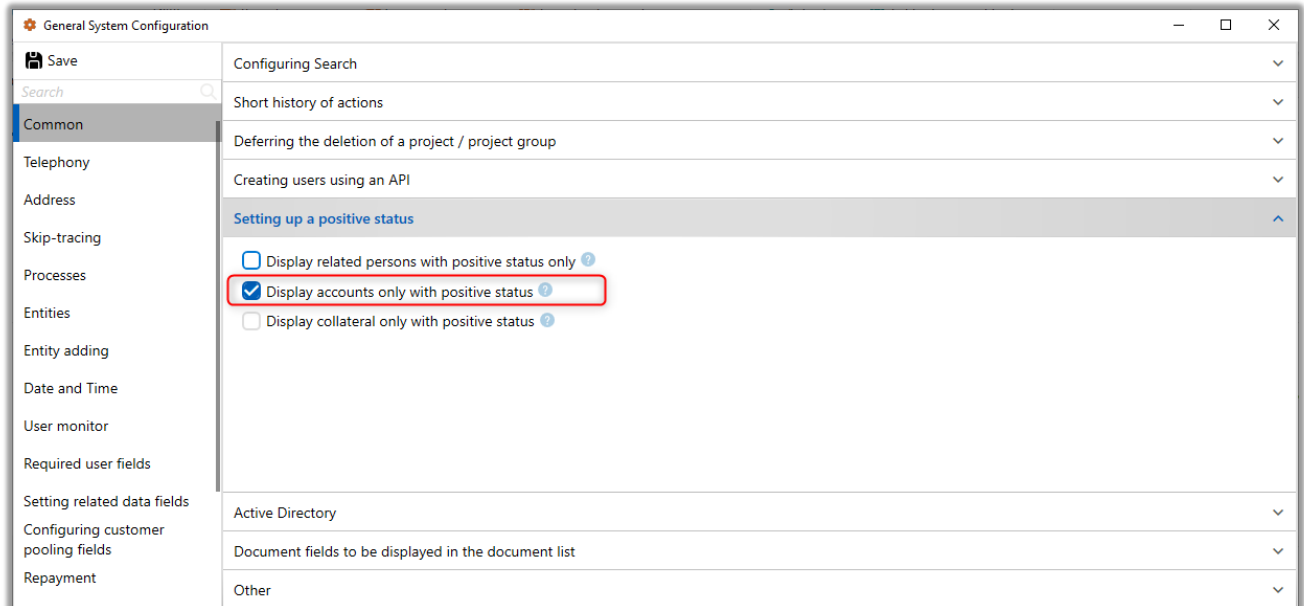 General System Configuration
Save
Search
Common
Telephony
Address
Skip-tracing
Processes
Entities
Entity adding
Date and Time
User monitor
Required user fields
Setting related data fields
Configuring customer
pooling fields
Repayment
Configuring Search
Short history of actions
Deferring the deletion of a project / project group
Creating users using an API
Setting up a positive status
Display related persons with positive status only ?
Display accounts only with positive status ?
Display collateral only with positive status ?
Active Directory
Document fields to be displayed in the document list
Other